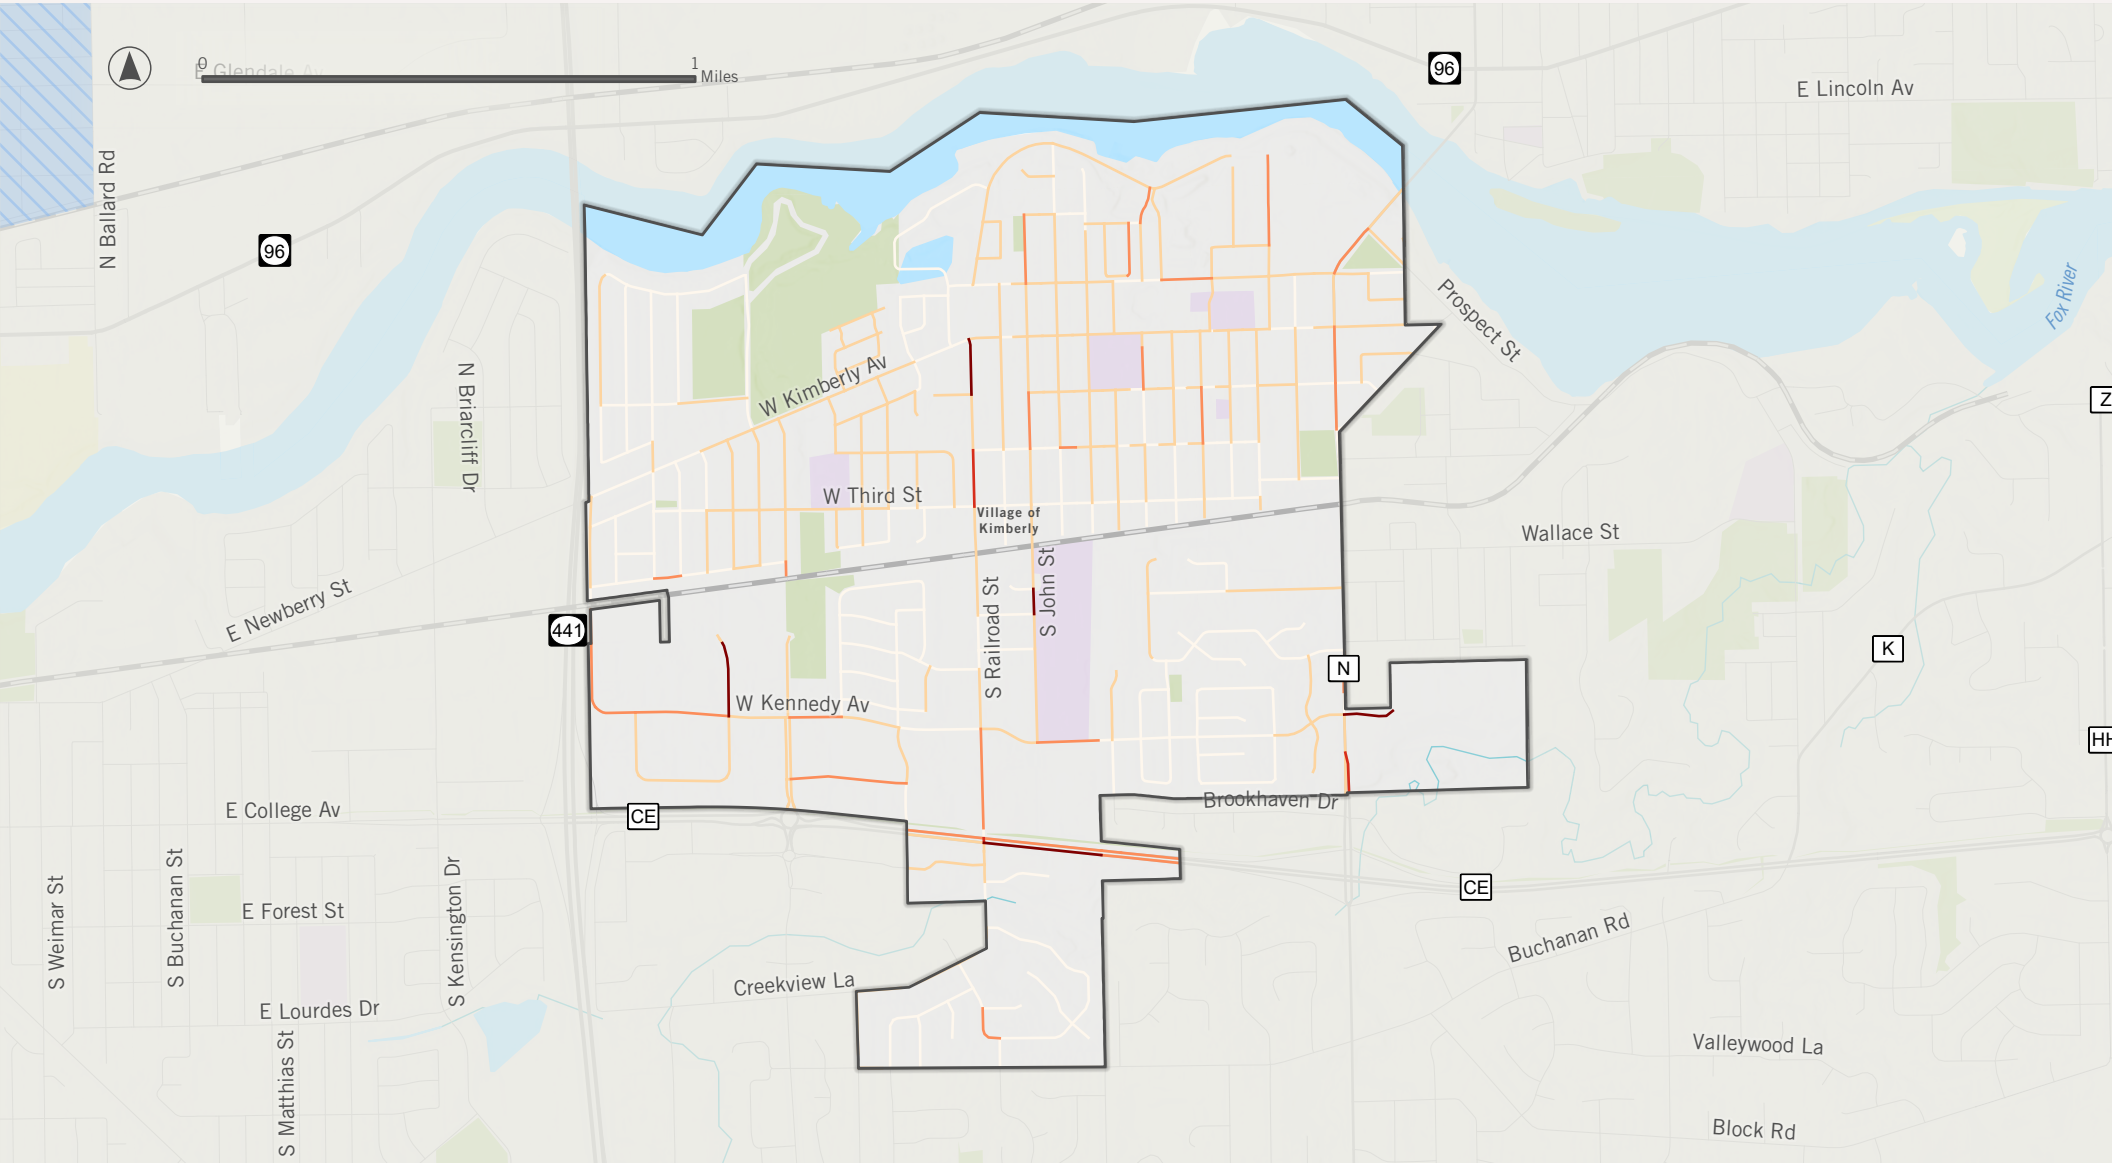 0
1
Miles
E Glendale Av
96
E Lincoln Av
N Ballard Rd
96
Fox River
Prospect St
N Briarcliff Dr
W Kimberly Av
Z
W Third St
Village of
Kimberly
Wallace St
E Newberry St
441
S Railroad St
S John St
N
K
W Kennedy Av
HH
E College Av
CE
Brookhaven Dr
S Weimar St
S Buchanan St
S Kensington Dr
CE
E Forest St
Buchanan Rd
Creekview La
E Lourdes Dr
S Matthias St
Valleywood La
Block Rd